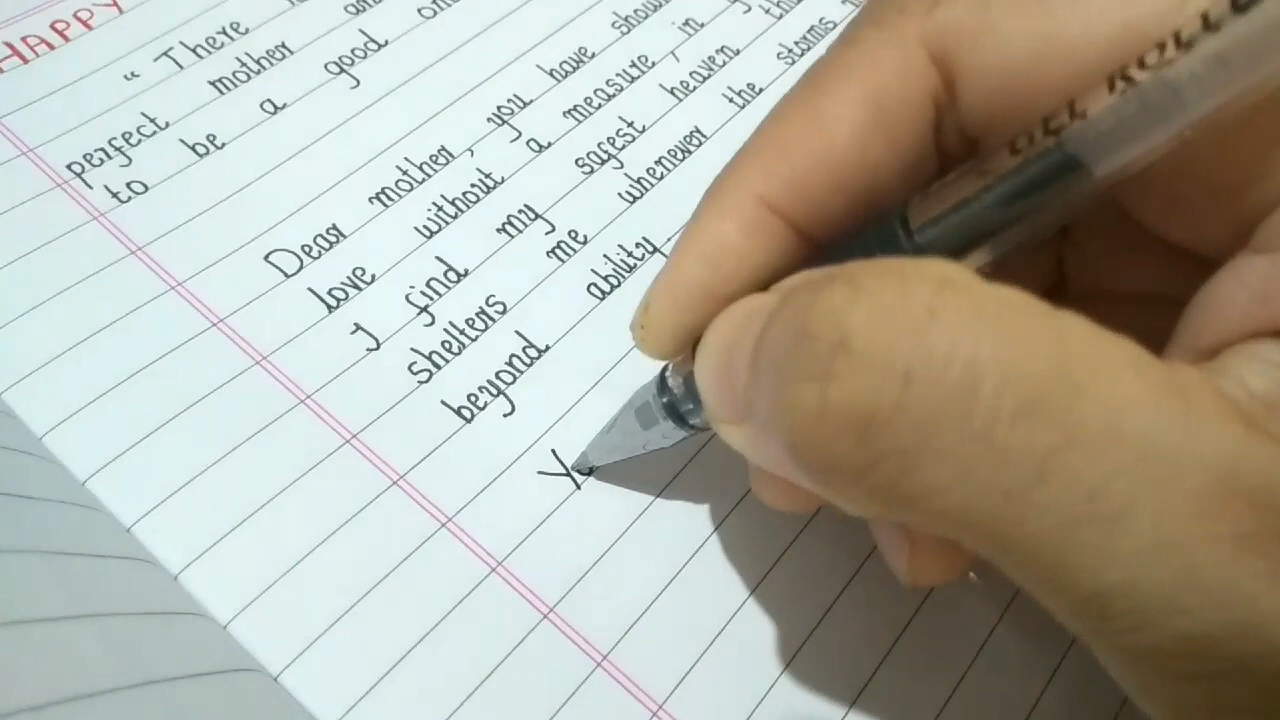 HAPPY
“ There
perfect mother
to be a good
Dear mother, you have
love without a measure, in
I find my safest heaven
shelters me whenever the storms
beyond ability